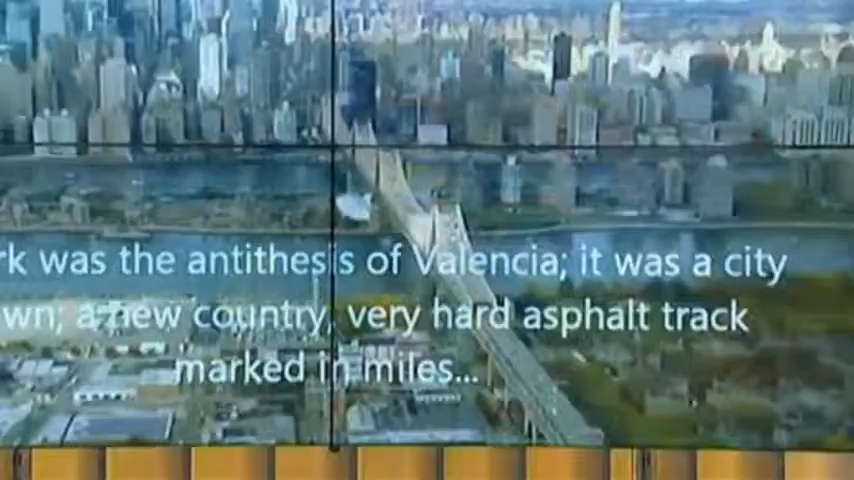 rk was the antithesis of Valencia; it was a city
wn; a new country, very hard asphalt track
marked in miles...